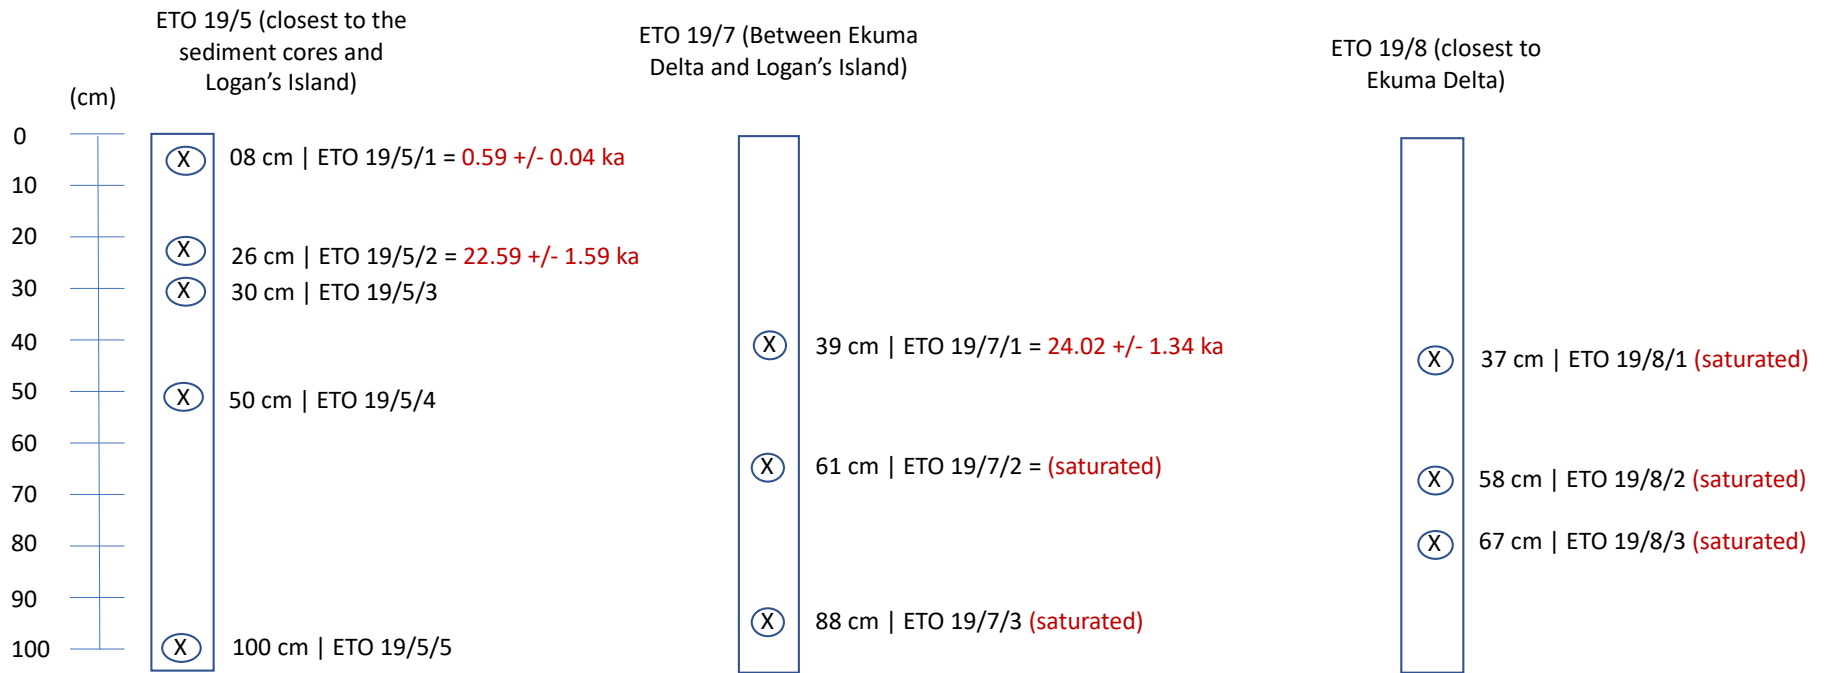 ETO 19/5 (closest to the
sediment cores and
Logan’s Island)
ETO 19/7 (Between Ekuma
Delta and Logan’s Island)
ETO 19/8 (closest to
Ekuma Delta)
(cm)
0
10
20
30
40
50
60
70
80
90
100
X 08 cm | ETO 19/5/1 = 0.59 +/- 0.04 ka
X 26 cm | ETO 19/5/2 = 22.59 +/- 1.59 ka
X 30 cm | ETO 19/5/3
X 50 cm | ETO 19/5/4
X 100 cm | ETO 19/5/5
X 39 cm | ETO 19/7/1 = 24.02 +/- 1.34 ka
X 61 cm | ETO 19/7/2 = (saturated)
X 88 cm | ETO 19/7/3 (saturated)
X 37 cm | ETO 19/8/1 (saturated)
X 58 cm | ETO 19/8/2 (saturated)
X 67 cm | ETO 19/8/3 (saturated)